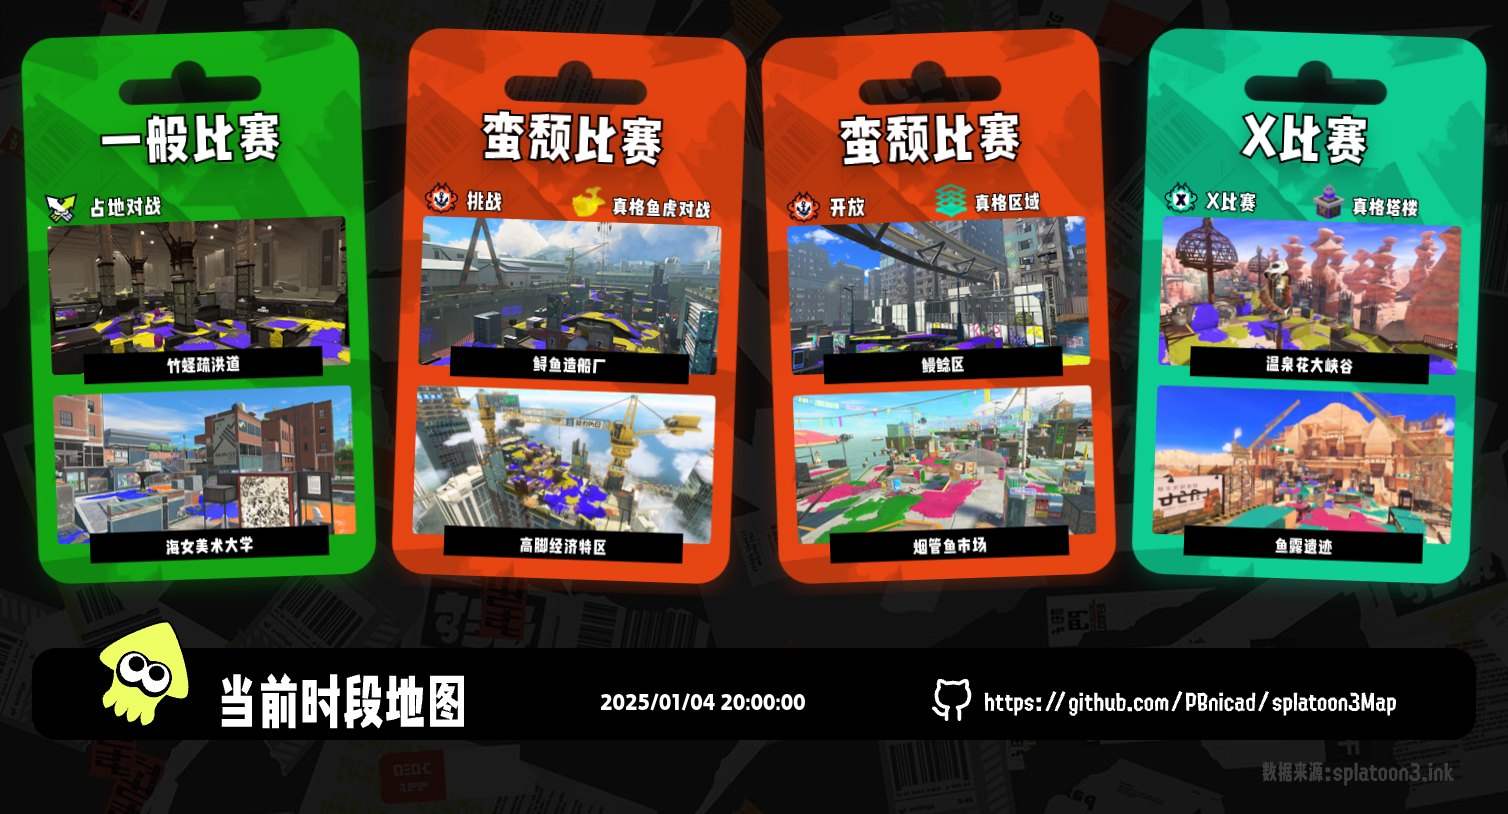 一般比赛
占地对战
竹蛏疏洪道
海女美术大学
蛮颓比赛
挑战
真格鱼虎对战
鲟鱼造船厂
高脚经济特区
蛮颓比赛
开放
真格区域
鳗鲶区
烟管鱼市场
X比赛
X比赛
真格塔楼
温泉花大峡谷
鱼露遗迹
当前时段地图
2025/01/04 20:00:00
https://github.com/PBnicad/splatoon3Map
数据来源:splatoon3.ink